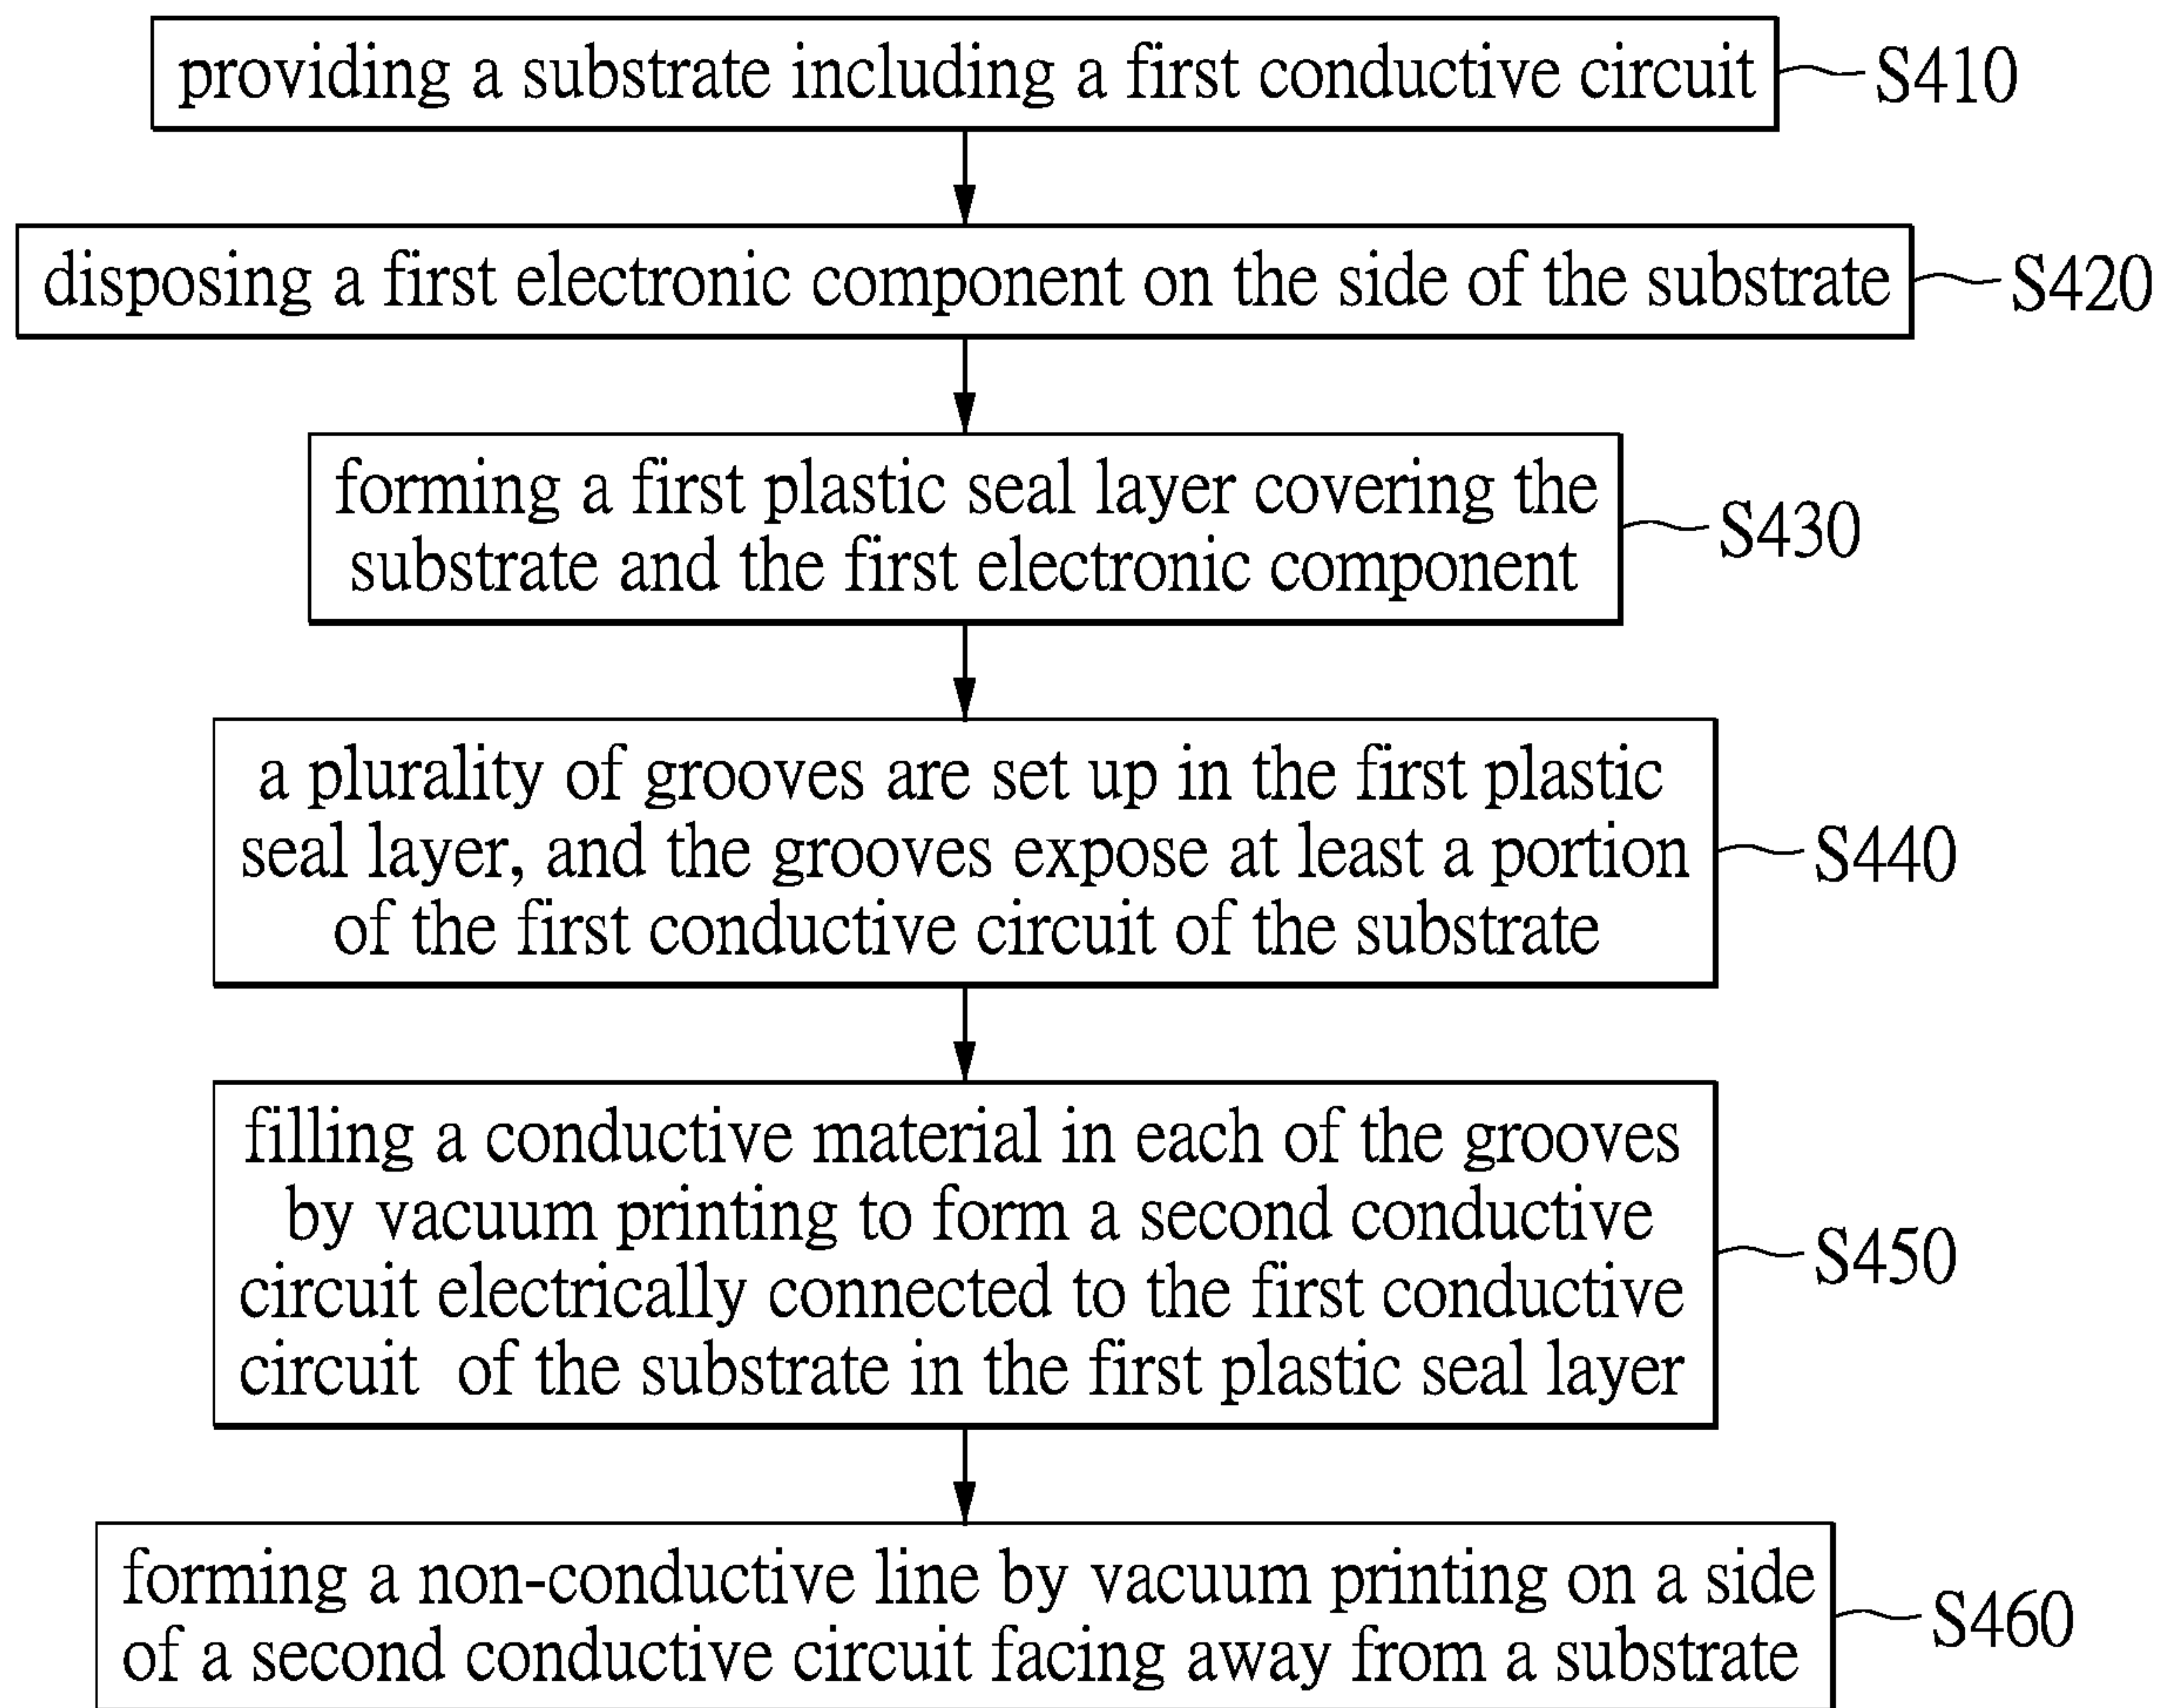 providing a substrate including a first conductive circuit
S410
disposing a first electronic component on the side of the substrate
S420
forming a first plastic seal layer covering the
substrate and the first electronic component
S430
a plurality of grooves are set up in the first plastic
seal layer, and the grooves expose at least a portion
of the first conductive circuit of the substrate
S440
filling a conductive material in each of the grooves
by vacuum printing to form a second conductive
circuit electrically connected to the first conductive
circuit of the substrate in the first plastic seal layer
S450
forming a non-conductive line by vacuum printing on a side
of a second conductive circuit facing away from a substrate
S460